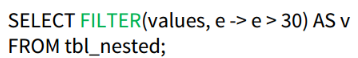 SELECT FILTER(values, e -> e > 30) AS v
FROM tbl_nested;